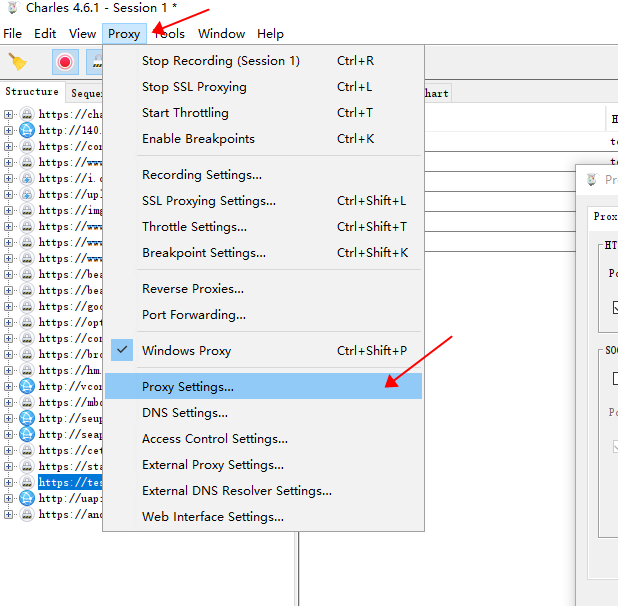 Charles 4.6.1 - Session 1 *
File Edit View Proxy Tools Window Help
Structure Sequen hart
Stop Recording (Session 1) Ctrl+R
Stop SSL Proxying Ctrl+L
Start Throttling Ctrl+T
Enable Breakpoints Ctrl+K
Recording Settings...
SSL Proxying Settings... Ctrl+Shift+L
Throttle Settings... Ctrl+Shift+T
Breakpoint Settings... Ctrl+Shift+K
Reverse Proxies...
Port Forwarding...
Windows Proxy Ctrl+Shift+P
Proxy Settings...
DNS Settings...
Access Control Settings...
External Proxy Settings...
External DNS Resolver Settings...
Web Interface Settings...
https://cha
http://140.
https://con
https://www
https://i.c
https://upl
https://img
https://www
https://www
https://www
https://bea
https://bea
https://goo
https://opt
https://con
https://bro
https://hm.
http://vcon
https://mbo
http://seup
http://seap
https://cet
https://sta
https://tes
http://uapi
https://and
H
te
te
Pr
Prox
HT
Po
SOC
Po